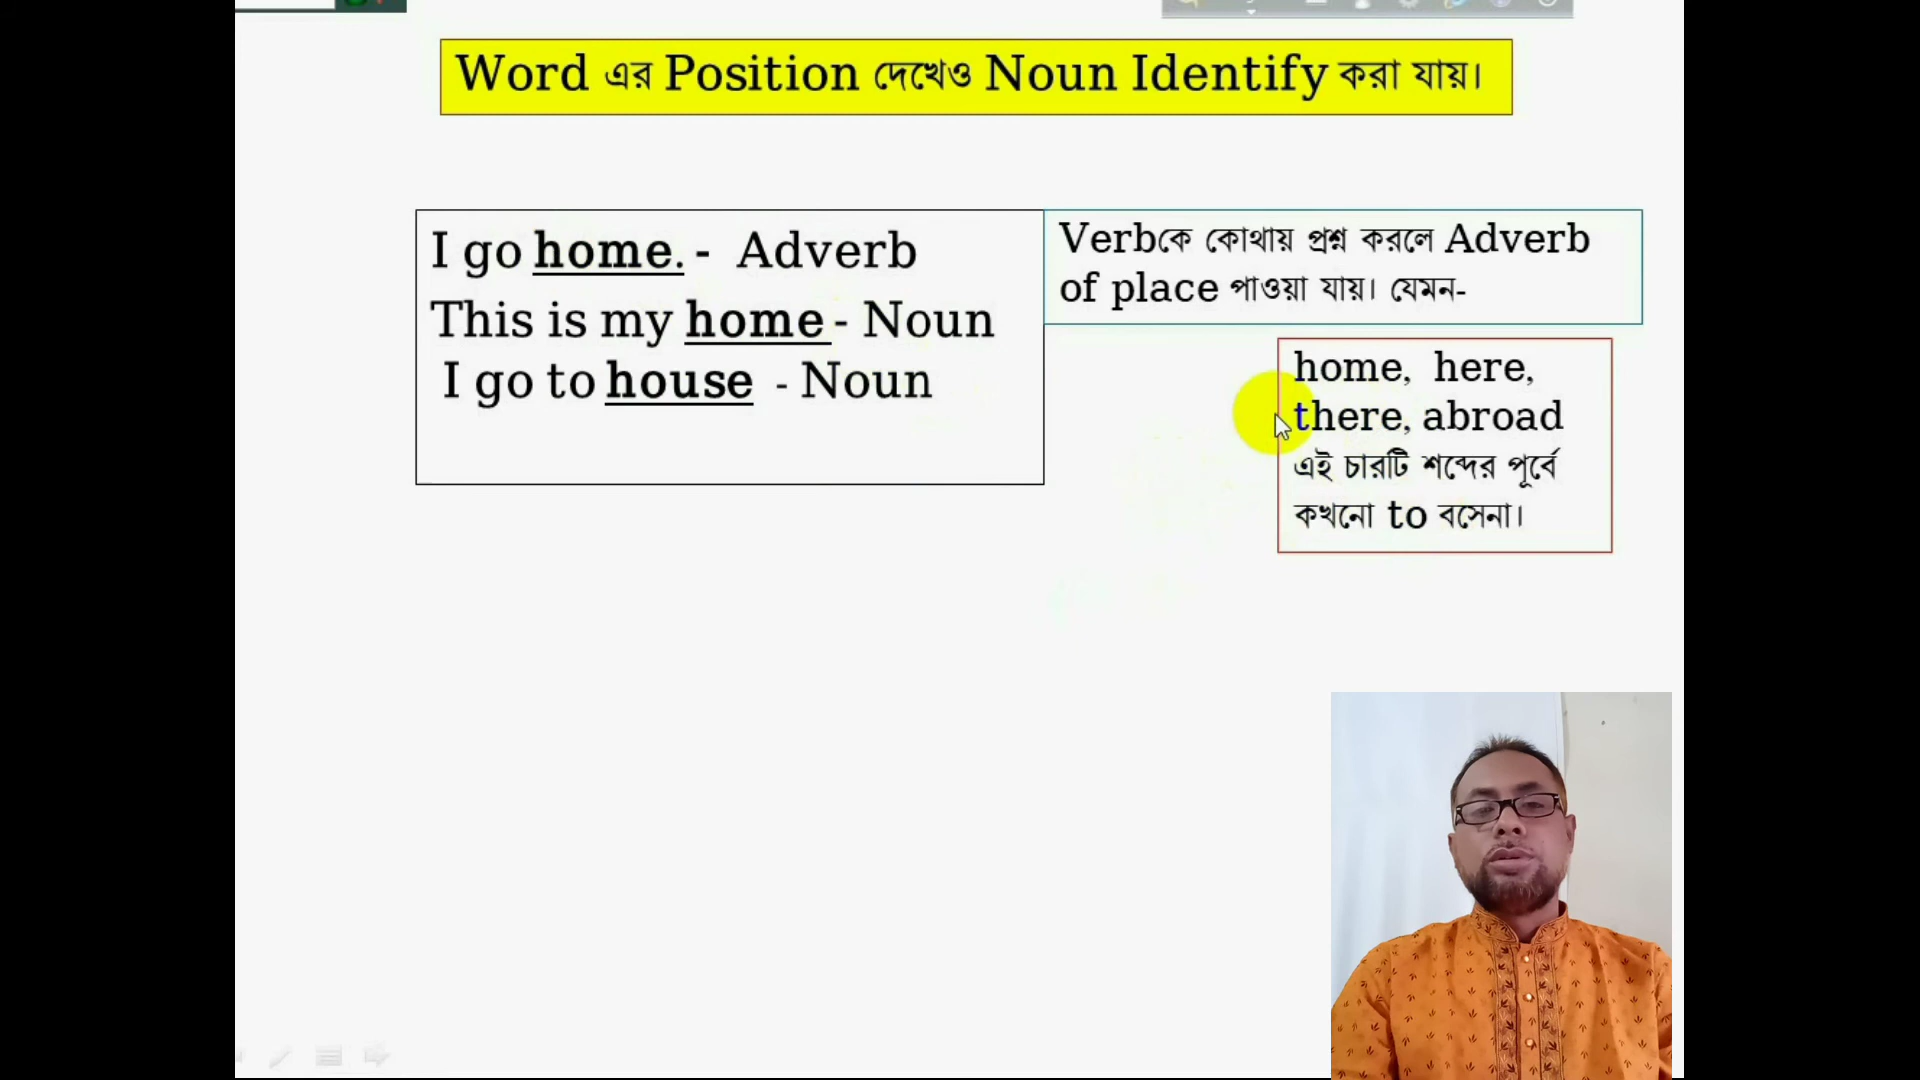 Word এর Position দেখেও Noun Identify করা যায়।
I go home. - Adverb
This is my home - Noun
I go to house - Noun
Verbকে কোথায় প্রশ্ন করলে Adverb
of place পাওয়া যায়। যেমন-
home, here,
there, abroad
এই চারটি শব্দের পূর্বে
কখনো to বসেনা।